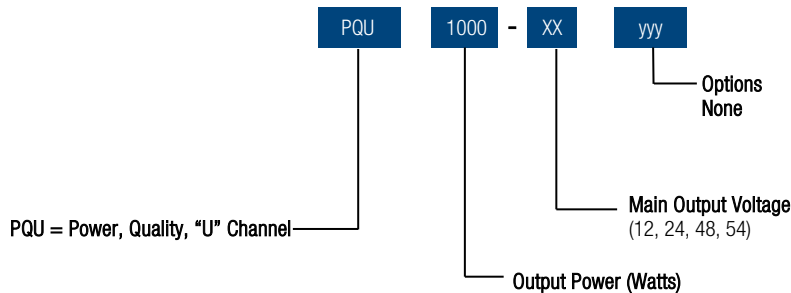 PQU 1000 - XX yyy
Options
None
Main Output Voltage
(12, 24, 48, 54)
PQU = Power, Quality, “U” Channel
Output Power (Watts)